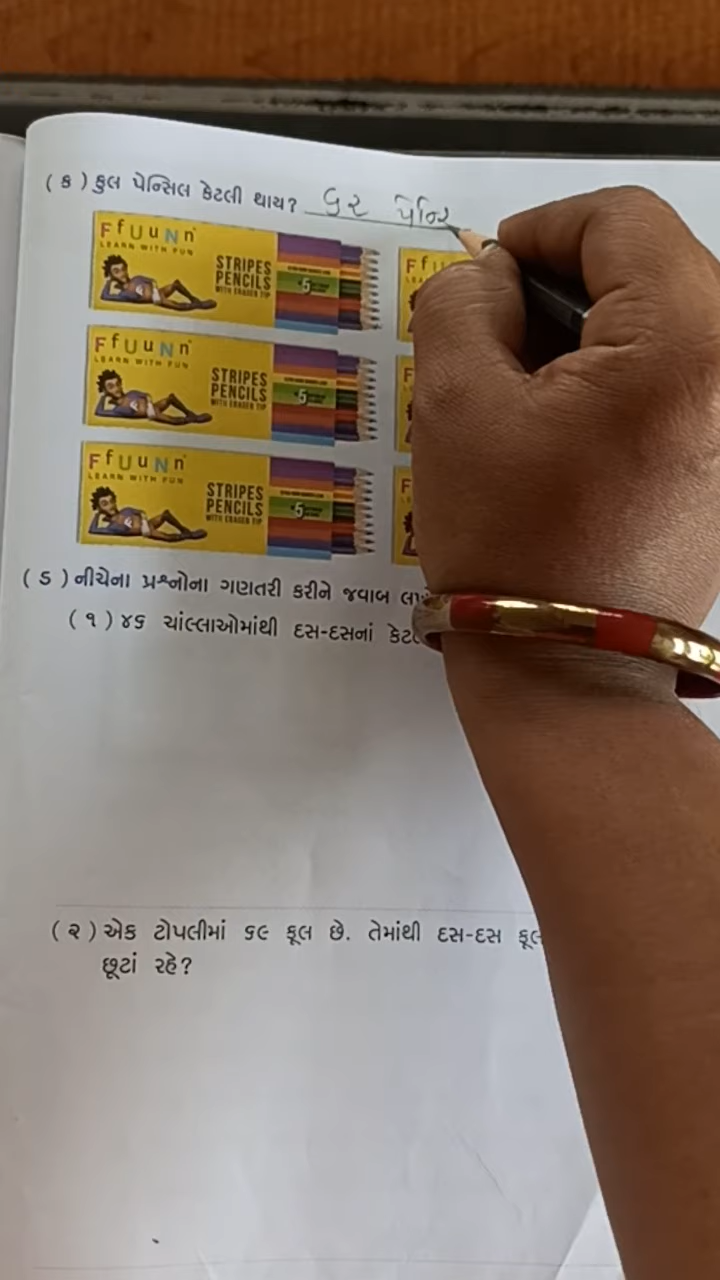 (ક) કુલ પેન્સિલ કેટલી થાય? ૬૨ પેન્સિ
FfUuNn
LEARN WITH FUN
STRIPES
PENCILS
WITH ERASER TIP
5
FfUuNn
LEARN WITH FUN
STRIPES
PENCILS
WITH ERASER TIP
5
FfUuNn
LEARN WITH FUN
STRIPES
PENCILS
WITH ERASER TIP
5
(ડ) નીચેના પ્રશ્નોના ગણતરી કરીને જવાબ
(૧) ૪૬ ચાંલ્લાઓમાંથી દસ-દસનાં
(૨) એક ટોપલીમાં ૬૯ ફૂલ છે. તેમાંથી દસ-દસ ફૂલ
છૂટાં રહે?